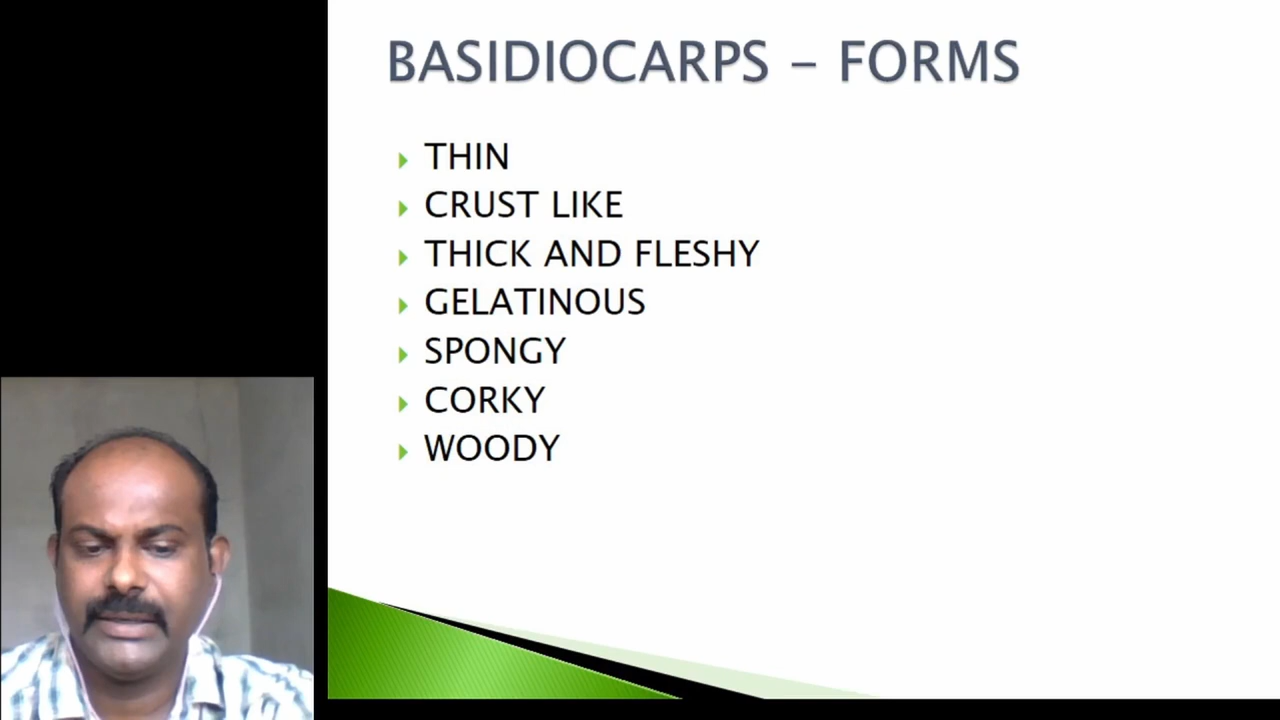 BASIDIOCARPS – FORMS
THIN
CRUST LIKE
THICK AND FLESHY
GELATINOUS
SPONGY
CORKY
WOODY